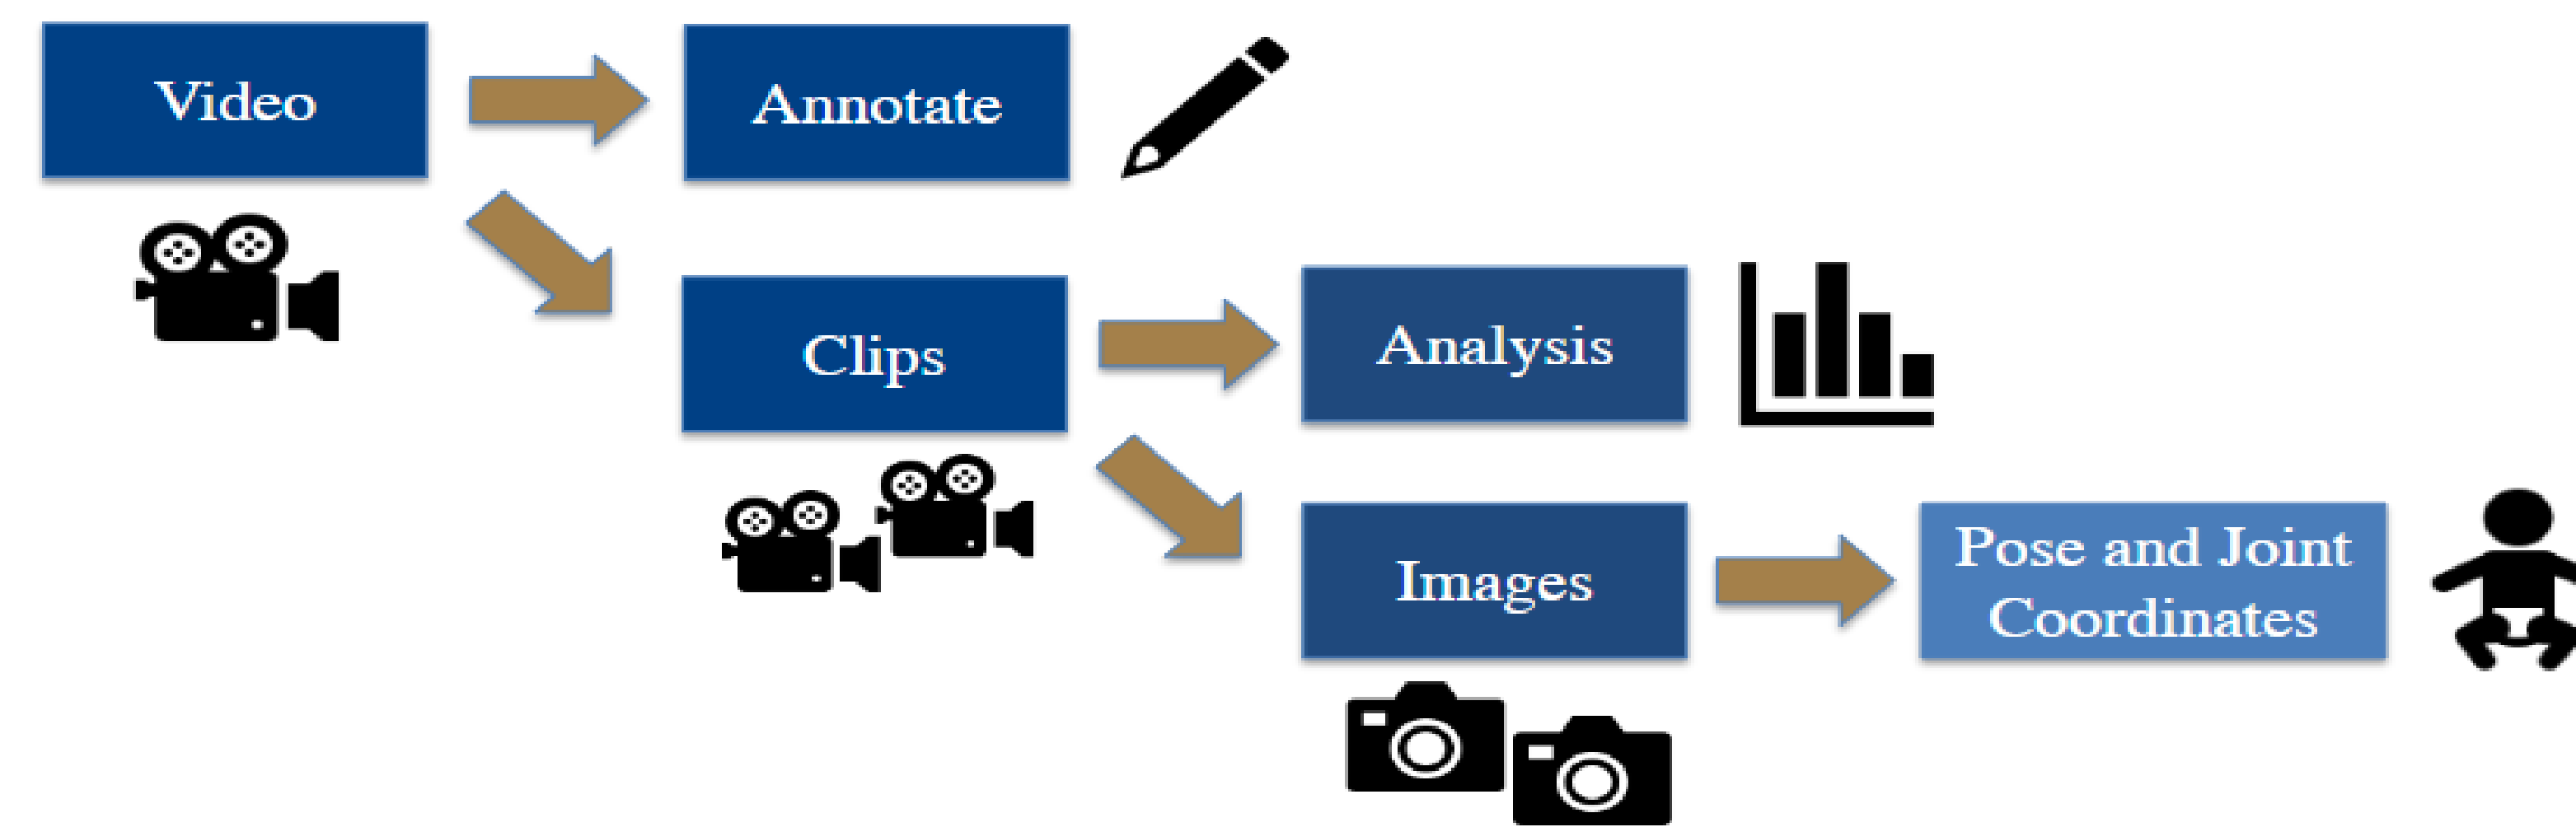 Video
Annotate
Clips
Analysis
Images
Pose and Joint
Coordinates